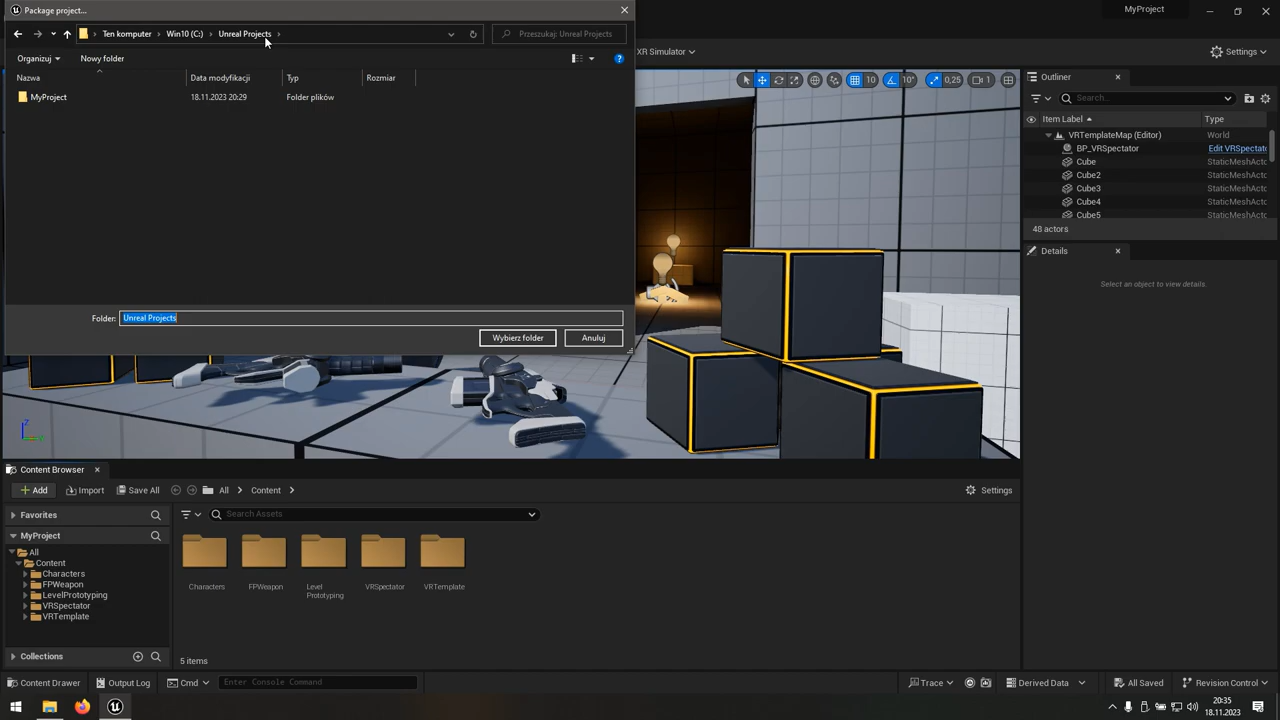 Package project...
MyProject
Ten komputer > Win10 (C:) > Unreal Projects >
Przeszukaj: Unreal Projects
XR Simulator
Settings
Organizuj
Nowy folder
Nazwa
Data modyfikacji
Typ
Rozmiar
MyProject
18.11.2023 20:29
Folder plików
10
10°
0,25
1
Outliner
Search...
Item Label
Type
VRTemplateMap (Editor)
World
BP_VRSpectator
Edit VRSpectato
Cube
StaticMeshActo
Cube2
StaticMeshActo
Cube3
StaticMeshActo
Cube4
StaticMeshActo
Cube5
StaticMeshActo
48 actors
Details
Select an object to view details.
Folder:
Unreal Projects
Wybierz folder
Anuluj
Z
Content Browser
Add
Import
Save All
All
Content
Settings
Favorites
Search Assets
MyProject
All
Content
Characters
FPWeapon
LevelPrototyping
VRSpectator
VRTemplate
Characters
FPWeapon
Level
Prototyping
VRSpectator
VRTemplate
Collections
5 items
Content Drawer
Output Log
Cmd
Enter Console Command
Trace
Derived Data
All Saved
Revision Control
20:35
18.11.2023